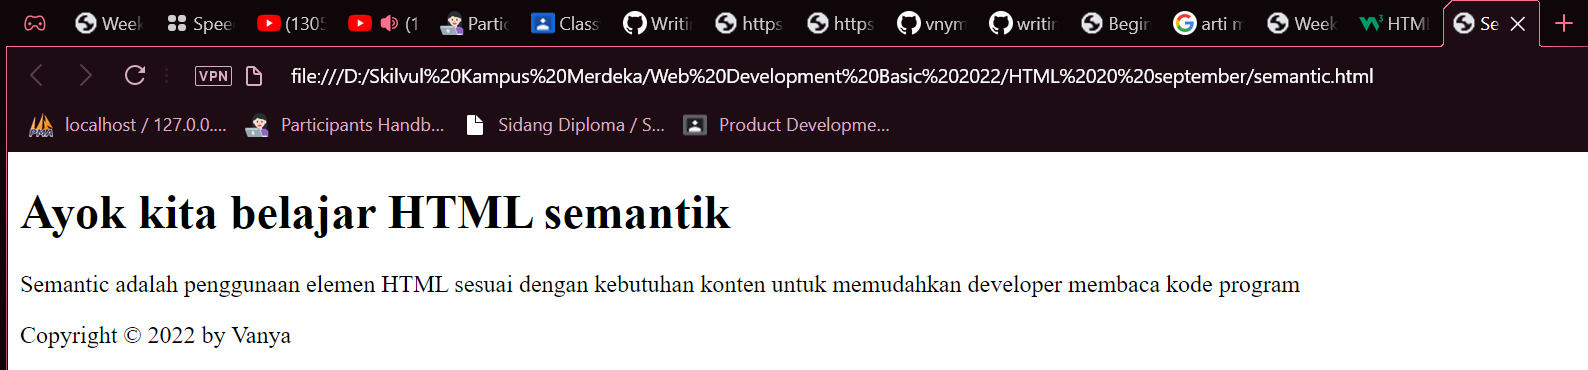 Week Spee (1305 (1 Partic Class Writin https https vnym writin Begin arti m Week HTML Se
VPN file:///D:/Skilvul%20Kampus%20Merdeka/Web%20Development%20Basic%202022/HTML%2020%20september/semantic.html
PMA localhost / 127.0.0.... Participants Handb... Sidang Diploma / S... Product Developme...
Ayok kita belajar HTML semantik
Semantic adalah penggunaan elemen HTML sesuai dengan kebutuhan konten untuk memudahkan developer membaca kode program
Copyright © 2022 by Vanya